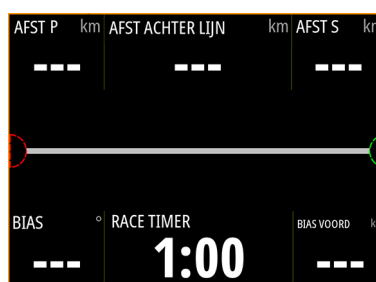 AFST P km AFST ACHTER LIJN km AFST S
--- --- ---
BIAS ° RACE TIMER BIAS VOORD
--- 1:00 ---